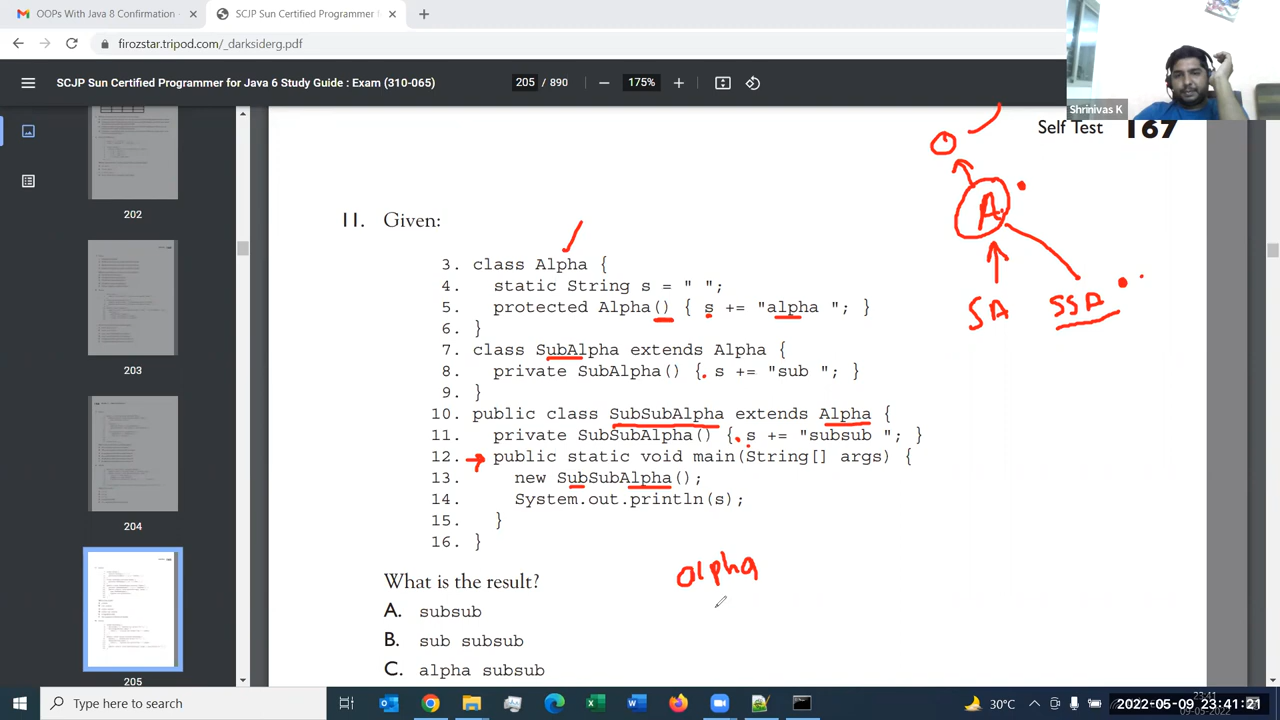 OOPs With Java 8 Confirmation -
SCJP Sun Certified Programmer f
firozstar.tripod.com/_darksiderg.pdf
SCJP Sun Certified Programmer for Java 6 Study Guide : Exam (310-065)
205 / 890
175%
Shrinivas K
Self Test 167
202
203
204
205
O
A
SA SSA
11. Given:
3. class Alpha {
4. static String s = " ";
5. protected Alpha() { s += "alpha "; }
6. }
7. class SubAlpha extends Alpha {
8. private SubAlpha() { s += "sub "; }
9. }
10. public class SubSubAlpha extends Alpha {
11. private SubSubAlpha() { s += "subsub "; }
12. public static void main(String[] args) {
13. new SubSubAlpha();
14. System.out.println(s);
15. }
16. }
alpha
What is the result?
A. subsub
B. sub subsub
C. alpha subsub
Type here to search
30°C
23:41
09-05-2022
2022-05-09 23:41:21